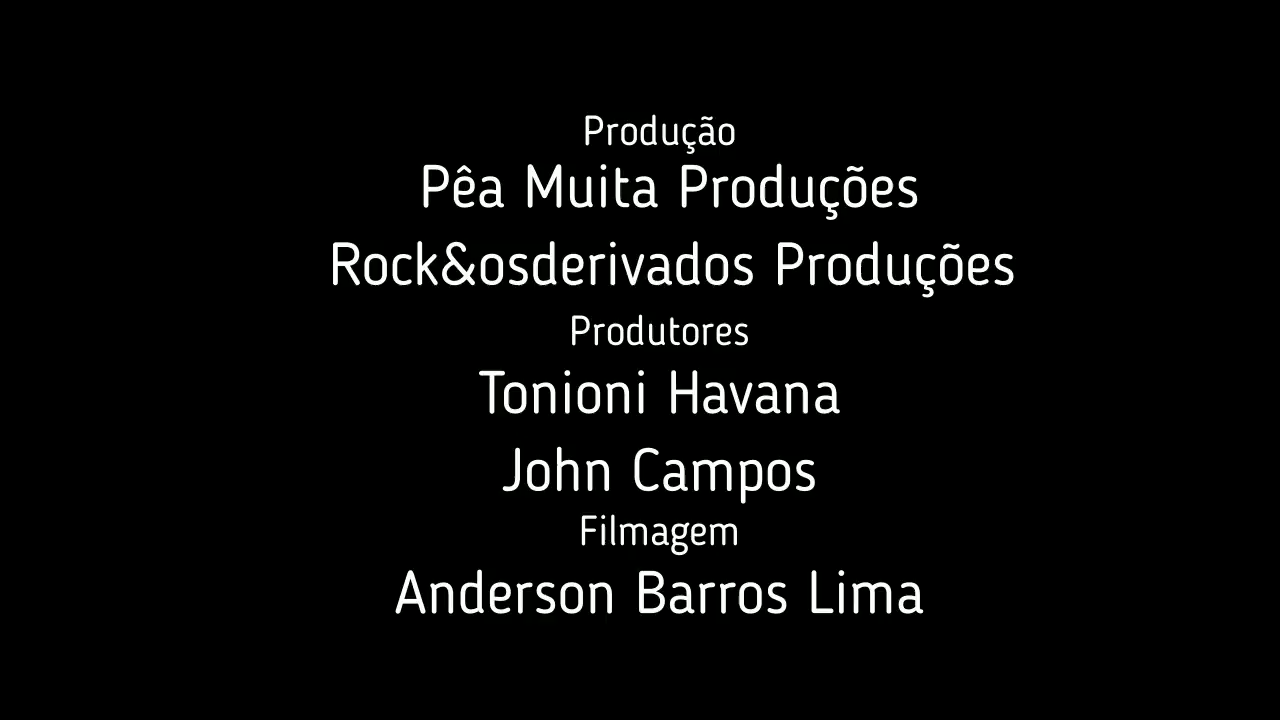 Produção
Pêa Muita Produções
Rock&osderivados Produções
Produtores
Tonioni Havana
John Campos
Filmagem
Anderson Barros Lima